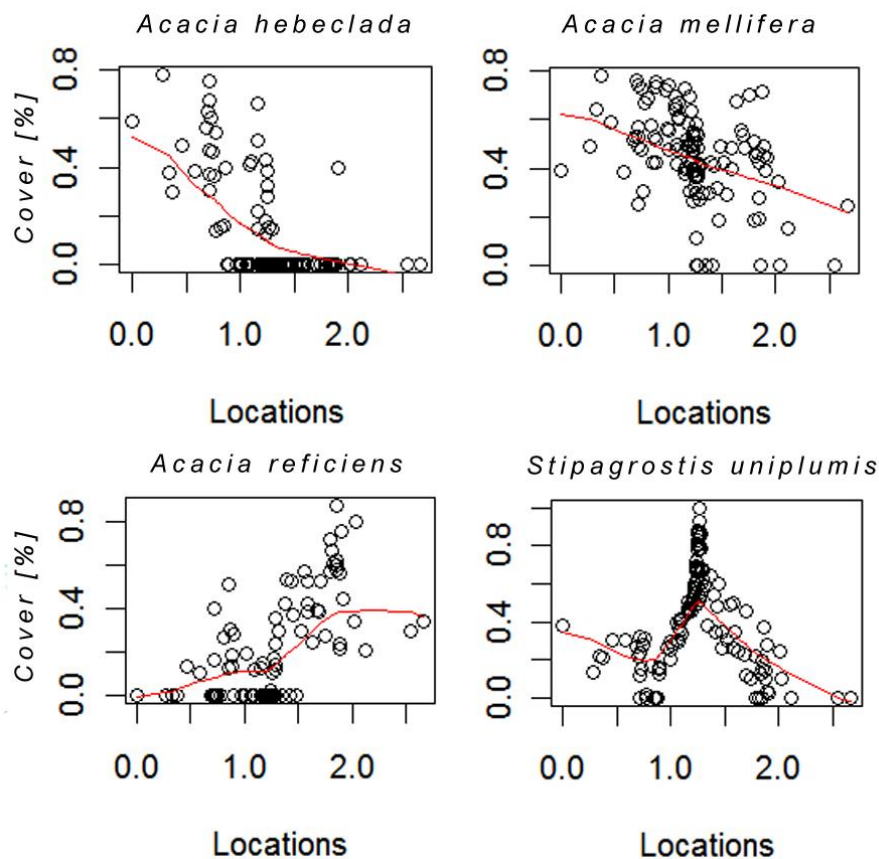 Acacia hebeclada
Acacia mellifera
Cover [%]
0.8
0.4
0.0
0.8
0.4
0.0
0.0 1.0 2.0
0.0 1.0 2.0
Locations
Locations
Acacia reficiens
Stipagrostis uniplumis
Cover [%]
0.8
0.4
0.0
0.8
0.4
0.0
0.0 1.0 2.0
0.0 1.0 2.0
Locations
Locations